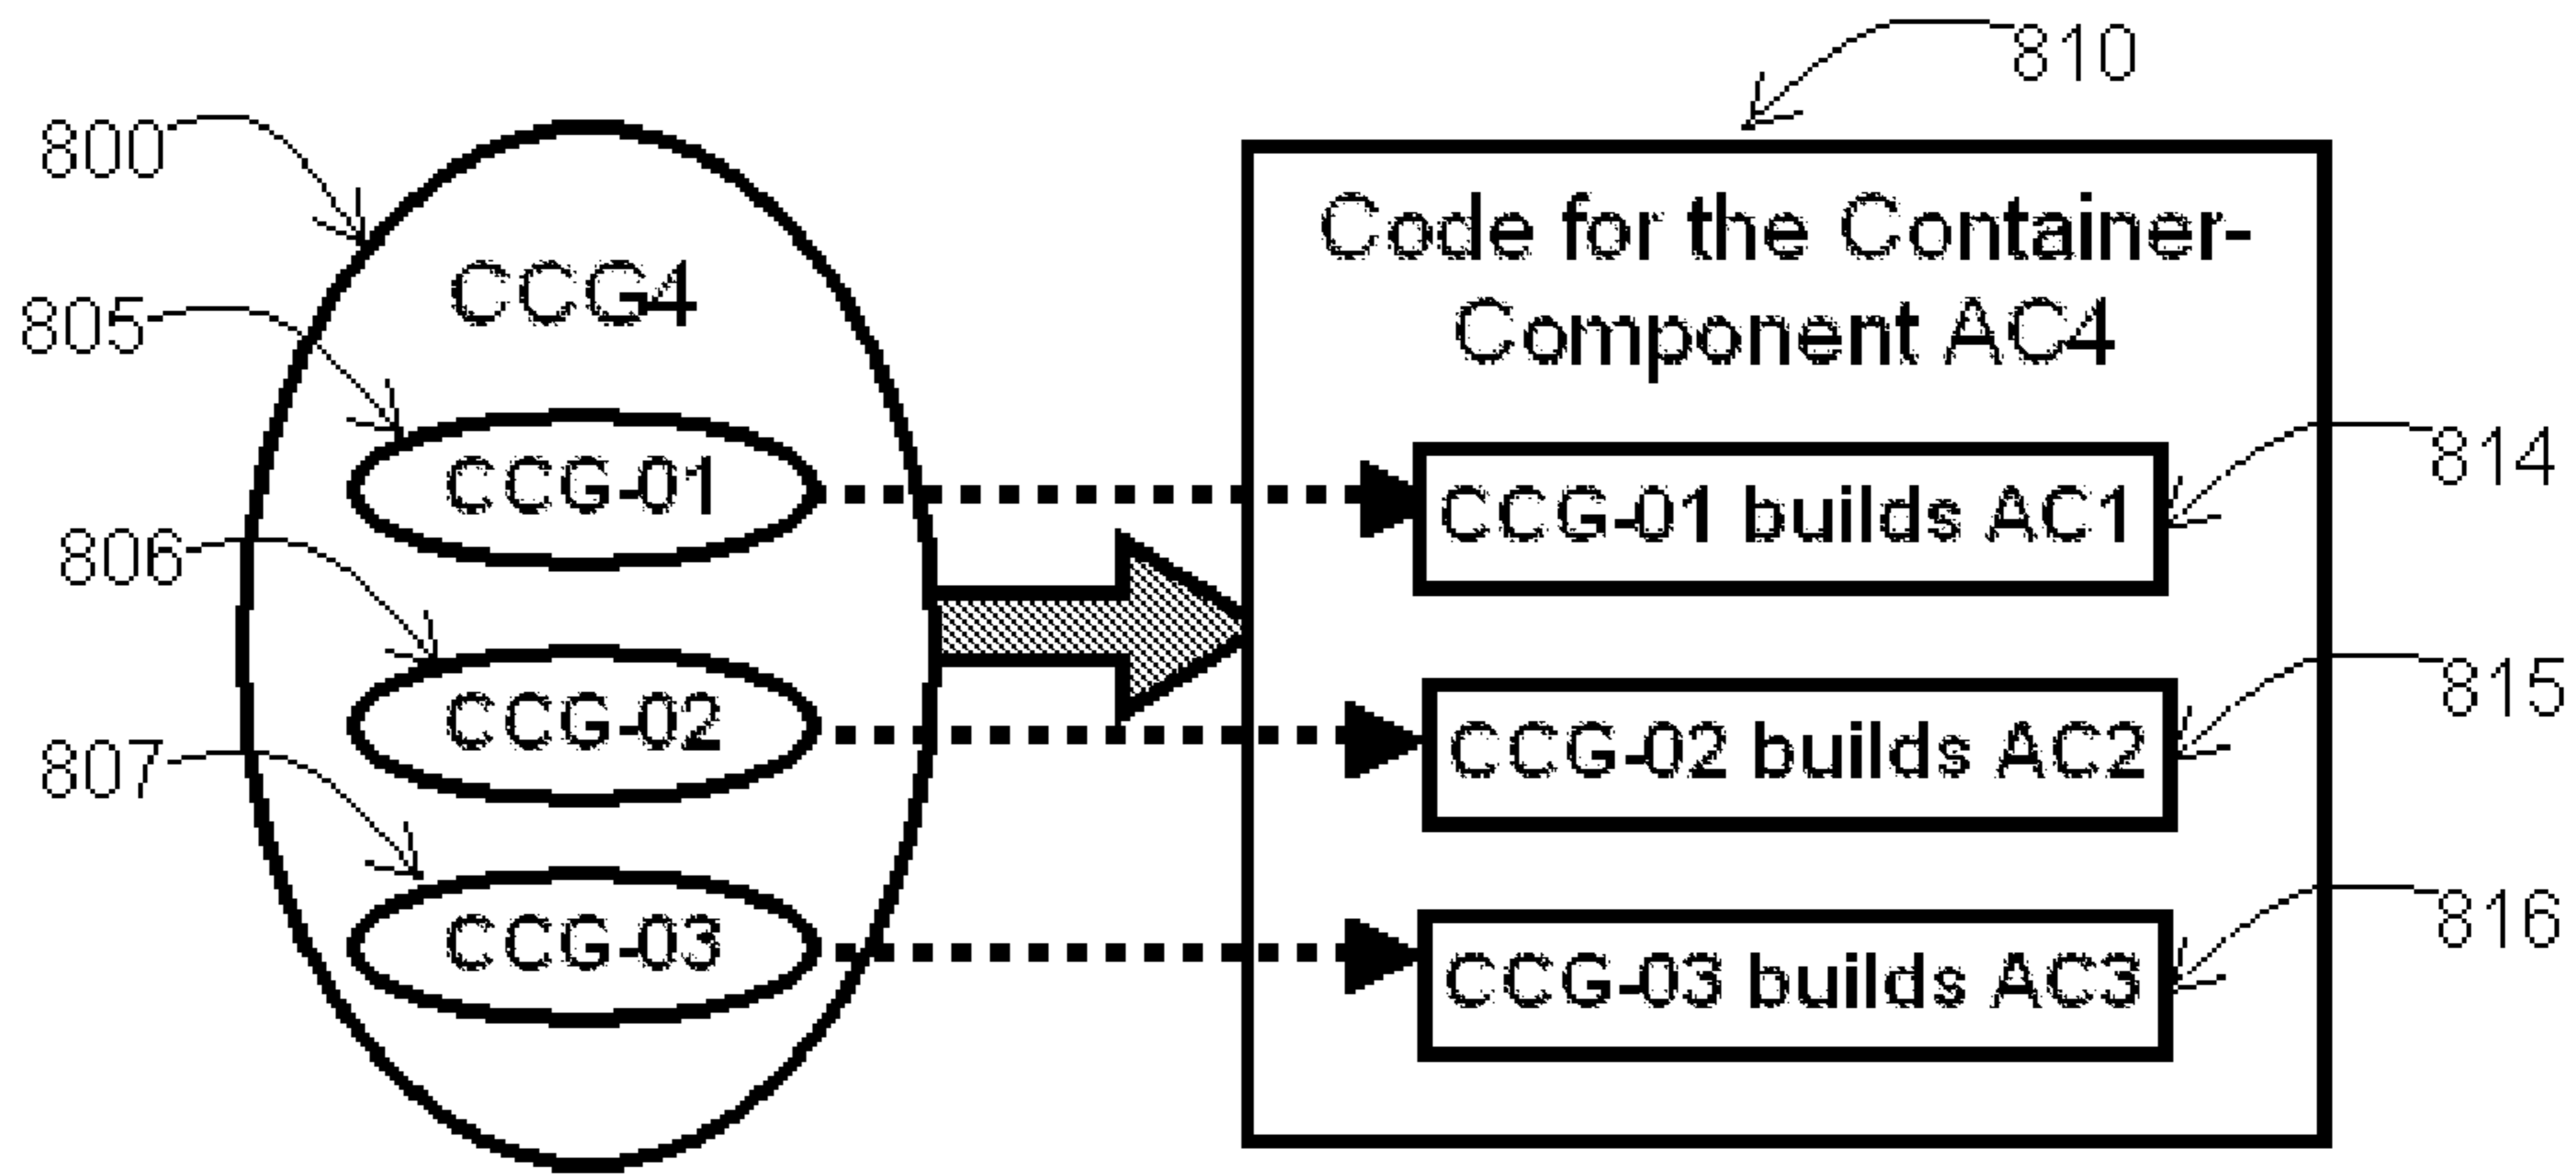 810
800
CCG4
Code for the Container-
Component AC4
805
CCG-01
CCG-01 builds AC1
814
806
CCG-02
CCG-02 builds AC2
815
807
CCG-03
CCG-03 builds AC3
816